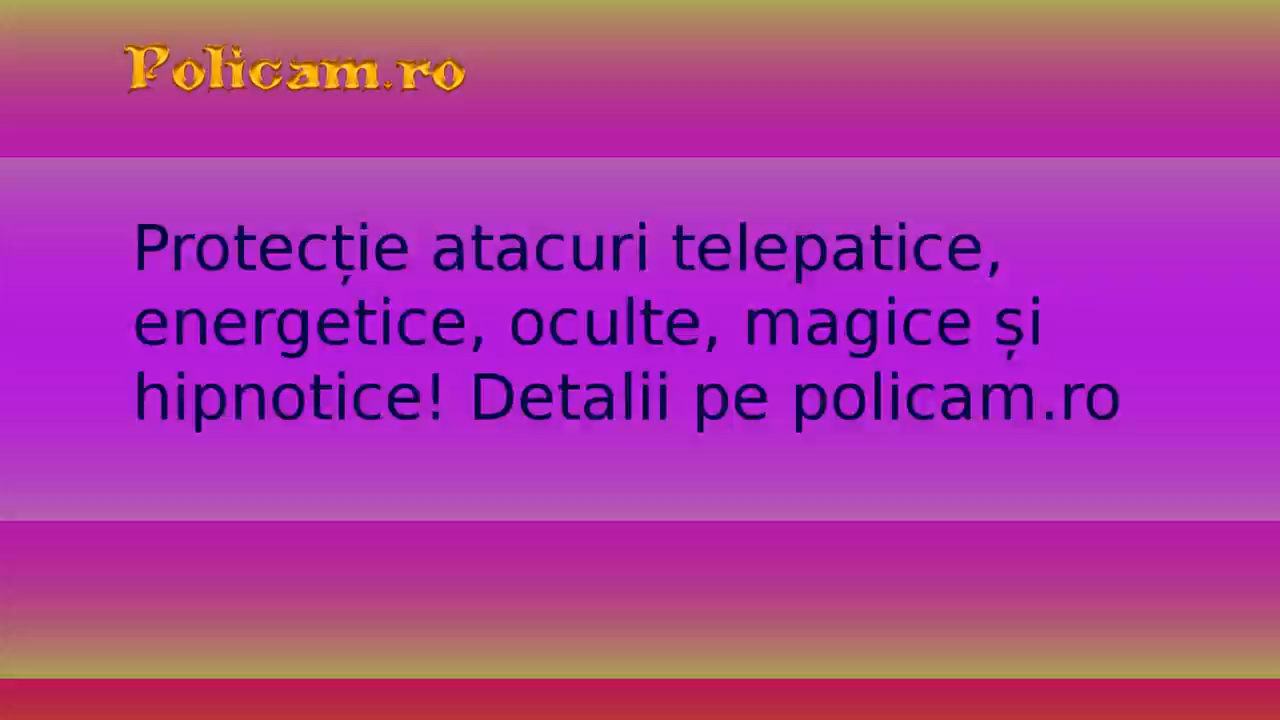 Policam.ro
Protecție atacuri telepatice,
energetice, oculte, magice și
hipnotice! Detalii pe policam.ro